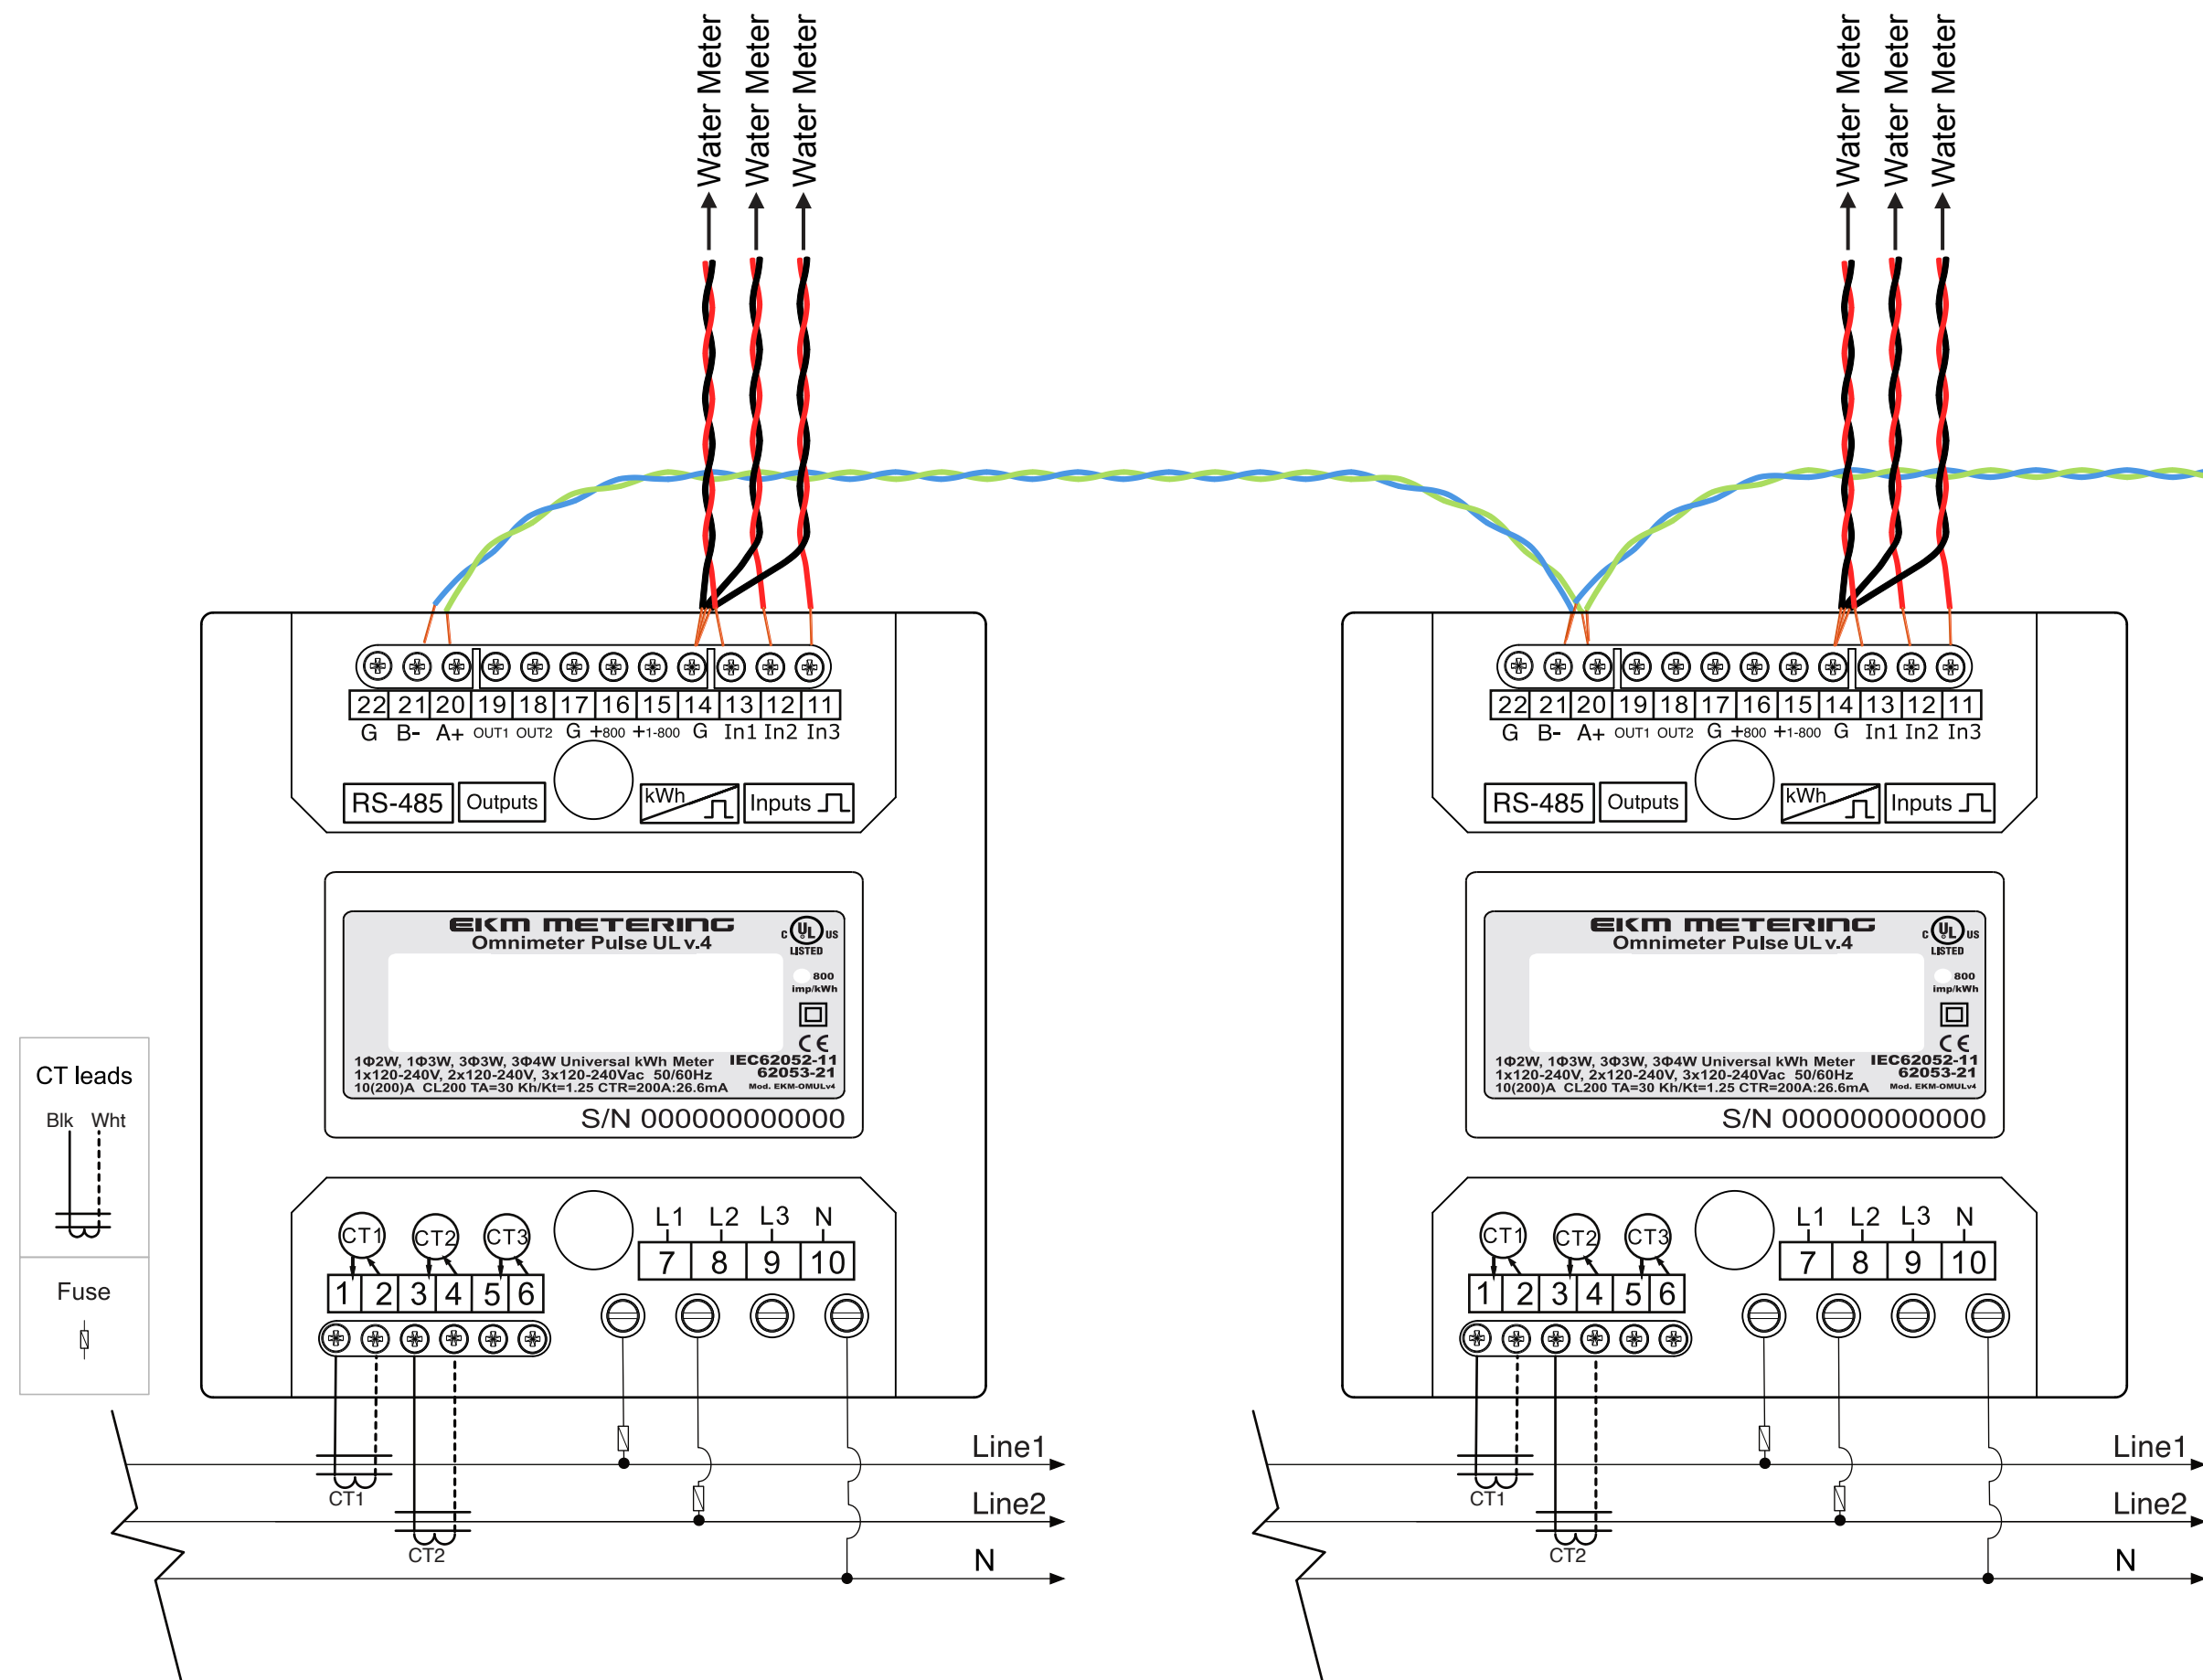 Water Meter
Water Meter
Water Meter
Water Meter
Water Meter
Water Meter
22 21 20 19 18 17 16 15 14 13 12 11
G B- A+ OUT1 OUT2 G +800 +1-800 G In1 In2 In3
RS-485 Outputs kWh Inputs
22 21 20 19 18 17 16 15 14 13 12 11
G B- A+ OUT1 OUT2 G +800 +1-800 G In1 In2 In3
RS-485 Outputs kWh Inputs
EKM METERING
Omnimeter Pulse UL v.4
C UL US
LISTED
800
imp/kWh
CE
1Φ2W, 1Φ3W, 3Φ3W, 3Φ4W Universal kWh Meter IEC62052-11
1x120-240V, 2x120-240V, 3x120-240Vac 50/60Hz 62053-21
10(200)A CL200 TA=30 Kh/Kt=1.25 CTR=200A:26.6mA Mod. EKM-OMULv4
S/N 000000000000
EKM METERING
Omnimeter Pulse UL v.4
C UL US
LISTED
800
imp/kWh
CE
1Φ2W, 1Φ3W, 3Φ3W, 3Φ4W Universal kWh Meter IEC62052-11
1x120-240V, 2x120-240V, 3x120-240Vac 50/60Hz 62053-21
10(200)A CL200 TA=30 Kh/Kt=1.25 CTR=200A:26.6mA Mod. EKM-OMULv4
S/N 000000000000
CT leads
Blk Wht
Fuse
CT1 CT2 CT3
L1 L2 L3 N
7 8 9 10
1 2 3 4 5 6
CT1 CT2 CT3
L1 L2 L3 N
7 8 9 10
1 2 3 4 5 6
Line1
CT1
Line2
CT2
N
Line1
CT1
Line2
CT2
N